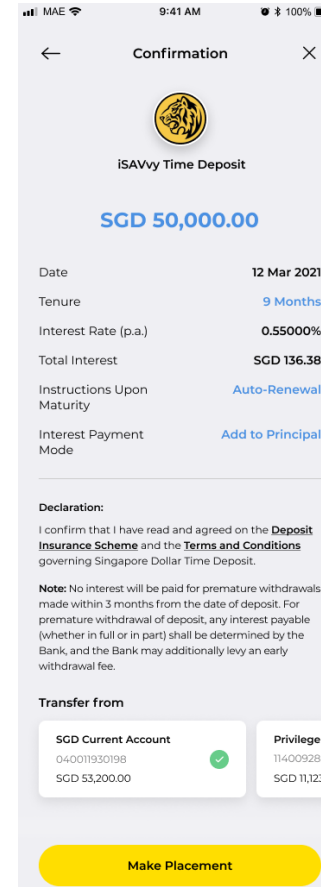 MAE 9:41 AM 100%
Confirmation
iSAVvy Time Deposit
SGD 50,000.00
Date 12 Mar 2021
Tenure 9 Months
Interest Rate (p.a.) 0.55000%
Total Interest SGD 136.38
Instructions Upon Auto-Renewal
Maturity
Interest Payment Add to Principal
Mode
Declaration:
I confirm that I have read and agreed on the Deposit
Insurance Scheme and the Terms and Conditions
governing Singapore Dollar Time Deposit.
Note: No interest will be paid for premature withdrawals
made within 3 months from the date of deposit. For
premature withdrawal of deposit, any interest payable
(whether in full or in part) shall be determined by the
Bank, and the Bank may additionally levy an early
withdrawal fee.
Transfer from
SGD Current Account Privilege
040011930198 11400928
SGD 53,200.00 SGD 11,123
Make Placement